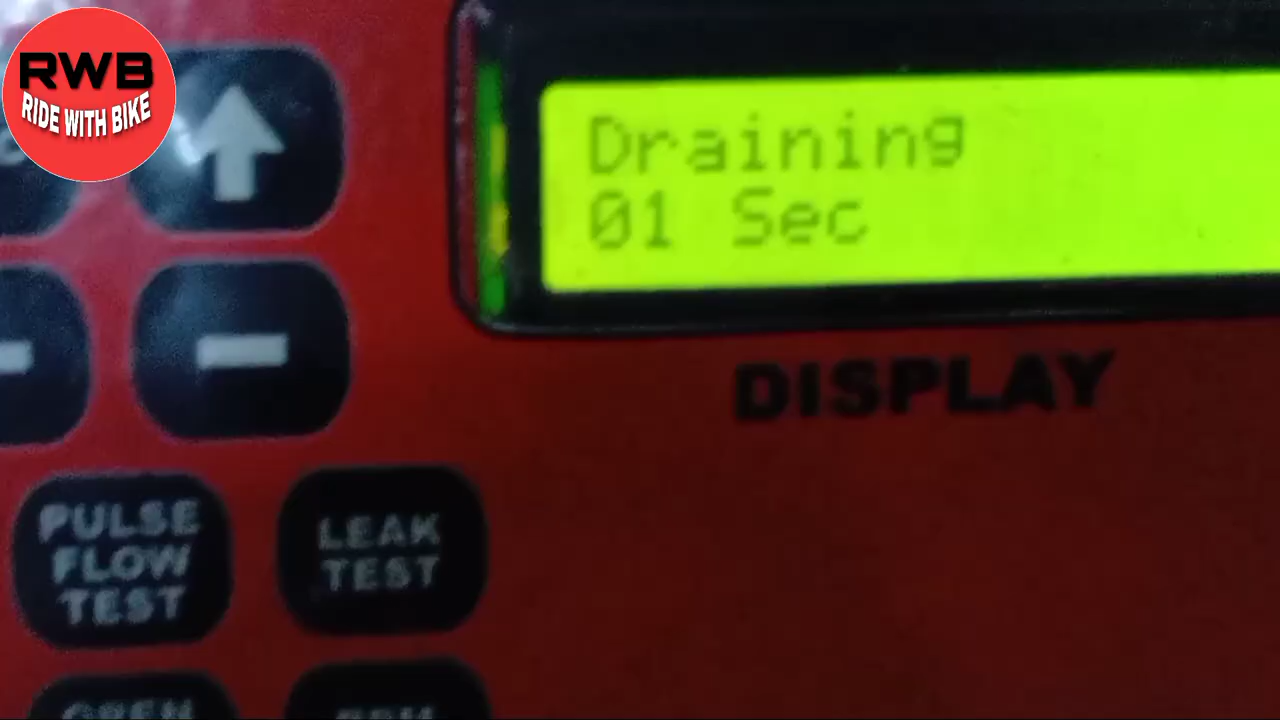 RWB
RIDE WITH BIKE
Draining
01 Sec
DISPLAY
PULSE
FLOW
TEST
LEAK
TEST